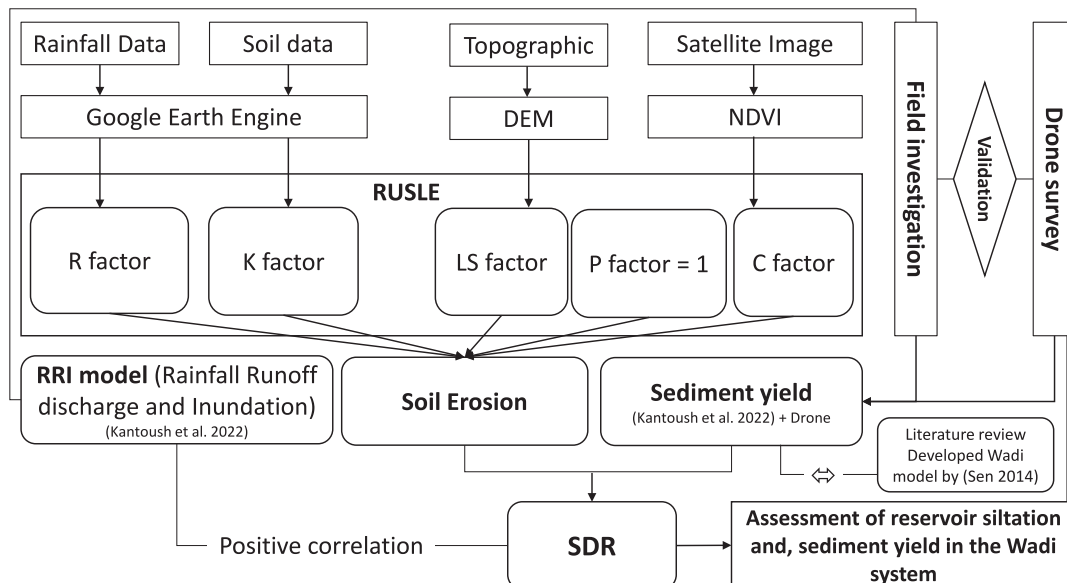 Rainfall Data
Soil data
Topographic
Satellite Image
Google Earth Engine
DEM
NDVI
RUSLE
R factor
K factor
LS factor
P factor = 1
C factor
Field investigation
Validation
Drone survey
RRI model (Rainfall Runoff
discharge and Inundation)
(Kantoush et al. 2022)
Soil Erosion
Sediment yield
(Kantoush et al. 2022) + Drone
Literature review
Developed Wadi
model by (Sen 2014)
Positive correlation
SDR
Assessment of reservoir siltation
and, sediment yield in the Wadi
system